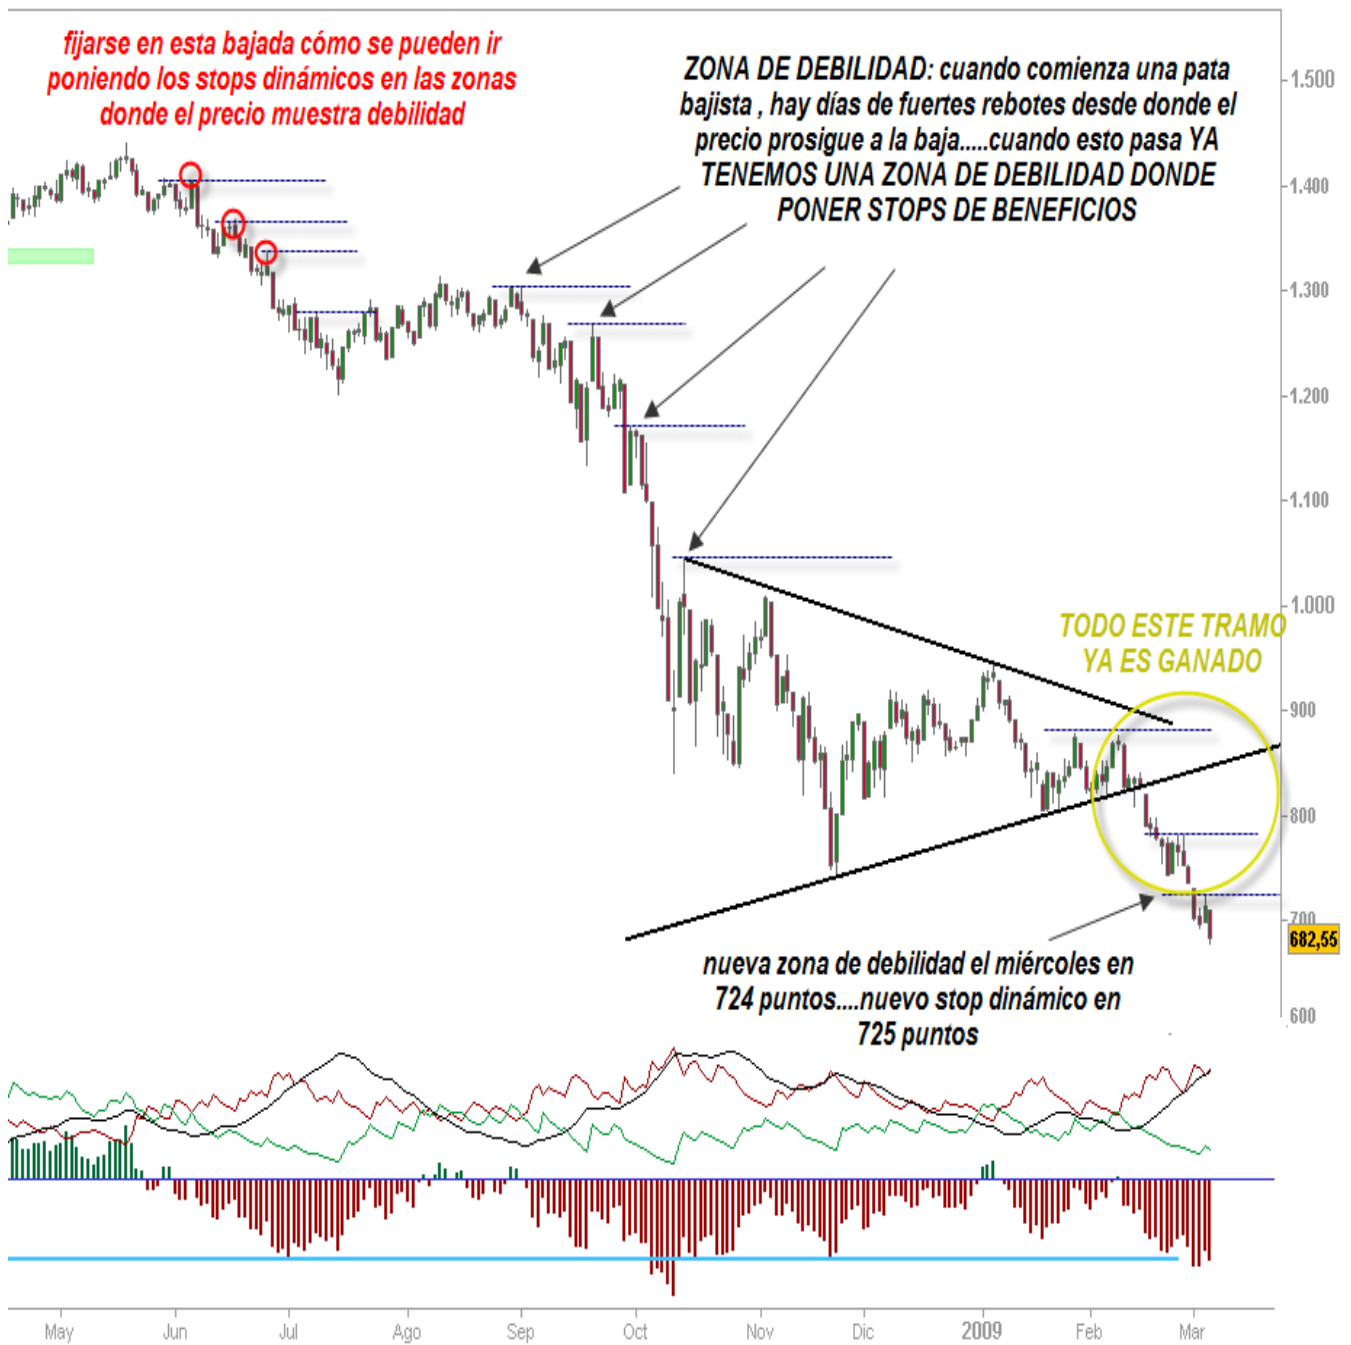 fijarse en esta bajada cómo se pueden ir
poniendo los stops dinámicos en las zonas
donde el precio muestra debilidad
ZONA DE DEBILIDAD: cuando comienza una pata
bajista , hay días de fuertes rebotes desde donde el
precio prosigue a la baja....cuando esto pasa YA
TENEMOS UNA ZONA DE DEBILIDAD DONDE
PONER STOPS DE BENEFICIOS
1.500
1.400
1.300
1.200
1.100
1.000
TODO ESTE TRAMO
YA ES GANADO
900
800
700
682,55
nueva zona de debilidad el miércoles en
724 puntos....nuevo stop dinámico en
725 puntos
600
May Jun Jul Ago Sep Oct Nov Dic 2009 Feb Mar